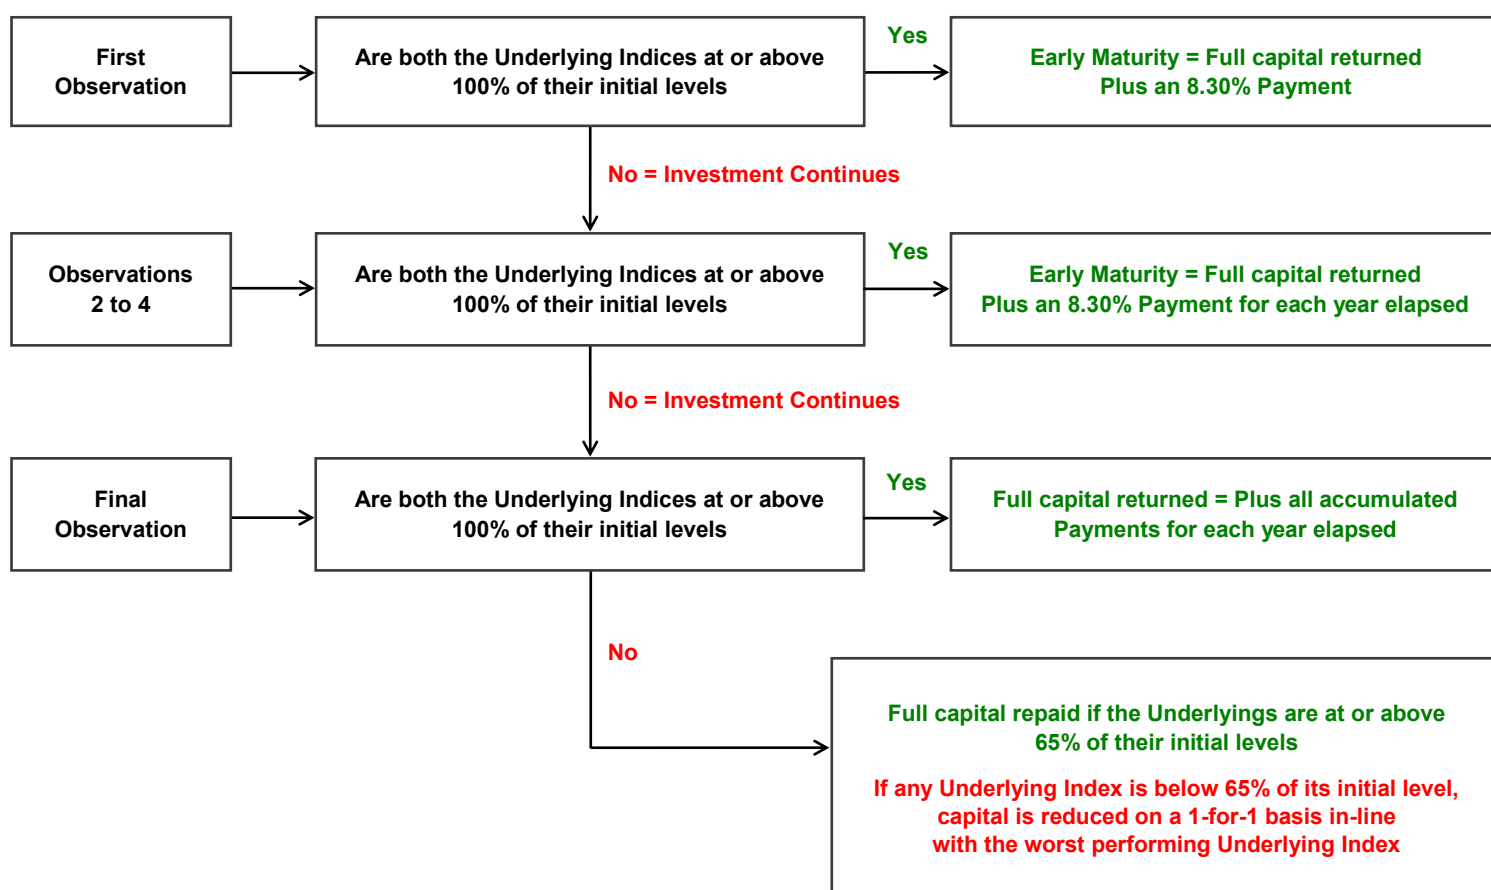 First
Observation
Are both the Underlying Indices at or above
100% of their initial levels
Yes
Early Maturity = Full capital returned
Plus an 8.30% Payment
No = Investment Continues
Observations
2 to 4
Are both the Underlying Indices at or above
100% of their initial levels
Yes
Early Maturity = Full capital returned
Plus an 8.30% Payment for each year elapsed
No = Investment Continues
Final
Observation
Are both the Underlying Indices at or above
100% of their initial levels
Yes
Full capital returned = Plus all accumulated
Payments for each year elapsed
No
Full capital repaid if the Underlyings are at or above
65% of their initial levels
If any Underlying Index is below 65% of its initial level,
capital is reduced on a 1-for-1 basis in-line
with the worst performing Underlying Index